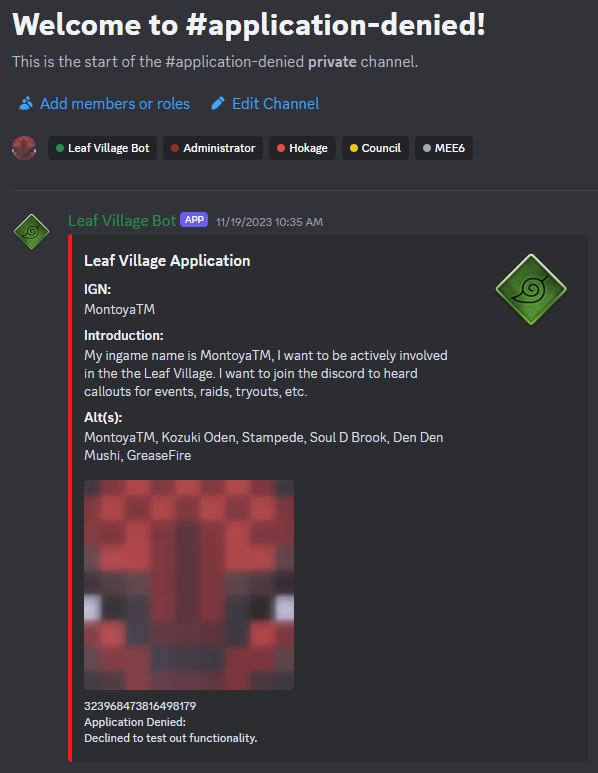 Welcome to #application-denied!
This is the start of the #application-denied private channel.
Add members or roles Edit Channel
Leaf Village Bot Administrator Hokage Council MEE6
Leaf Village Bot APP 11/19/2023 10:35 AM
Leaf Village Application
IGN:
MontoyaTM
Introduction:
My ingame name is MontoyaTM, I want to be actively involved
in the the Leaf Village. I want to join the discord to heard
callouts for events, raids, tryouts, etc.
Alt(s):
MontoyaTM, Kozuki Oden, Stampede, Soul D Brook, Den Den
Mushi, GreaseFire
323968473816498179
Application Denied:
Declined to test out functionality.